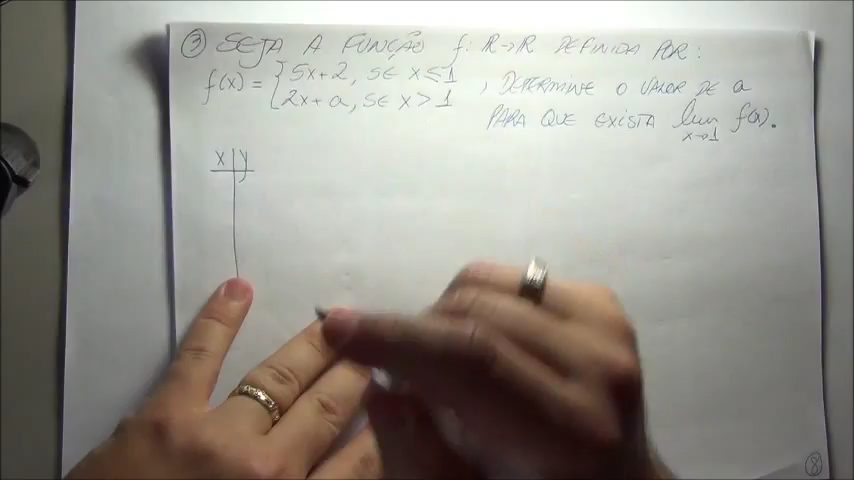 ③ SEJA A FUNÇÃO f: R→R DEFINIDA POR:
f(x) = { 5x+2, SE x ≤ 1
2x+a, SE x > 1 , DETERMINE O VALOR DE a
PARA QUE EXISTA lim f(x).
x→1
x | y
8